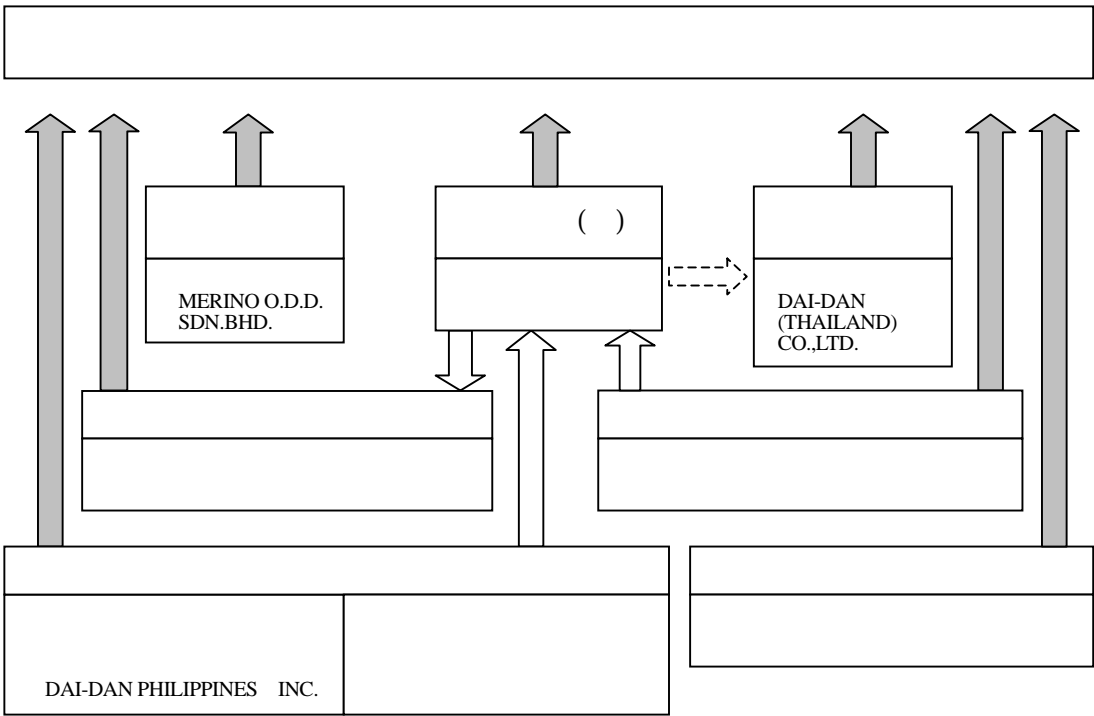 ( )
MERINO O.D.D.
SDN.BHD.
DAI-DAN
(THAILAND)
CO.,LTD.
DAI-DAN PHILIPPINES INC.